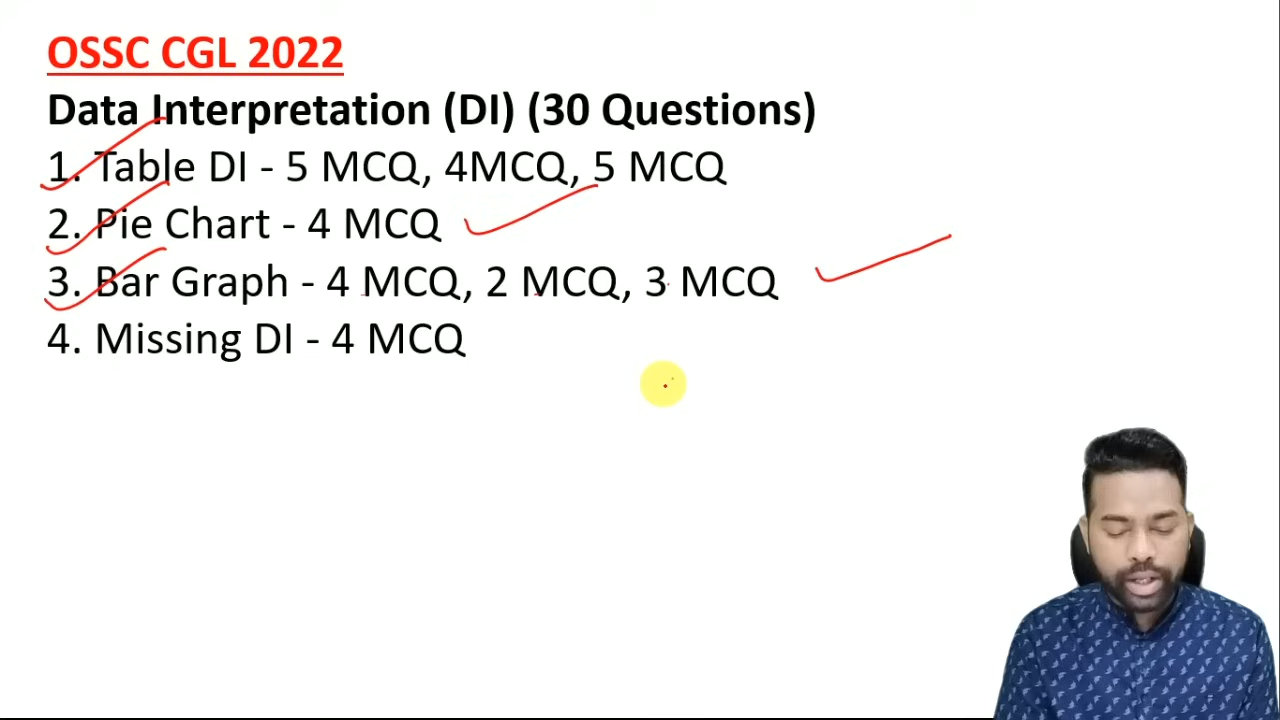 OSSC CGL 2022
Data Interpretation (DI) (30 Questions)
1. Table DI - 5 MCQ, 4MCQ, 5 MCQ
2. Pie Chart - 4 MCQ
3. Bar Graph - 4 MCQ, 2 MCQ, 3 MCQ
4. Missing DI - 4 MCQ